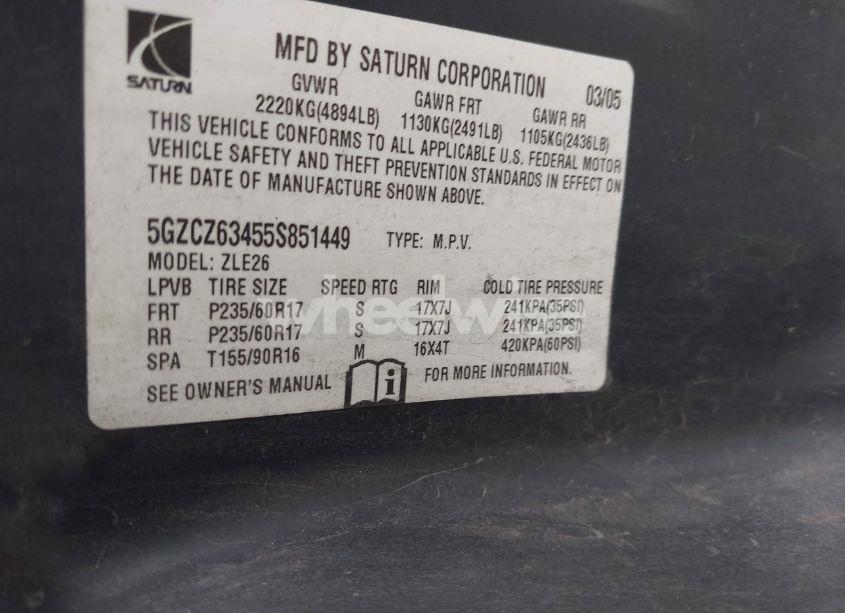 SATURN
MFD BY SATURN CORPORATION 03/05
GVWR GAWR FRT GAWR RR
2220KG(4894LB) 1130KG(2491LB) 1105KG(2436LB)
THIS VEHICLE CONFORMS TO ALL APPLICABLE U.S. FEDERAL MOTOR
VEHICLE SAFETY AND THEFT PREVENTION STANDARDS IN EFFECT ON
THE DATE OF MANUFACTURE SHOWN ABOVE.
5GZCZ63455S851449 TYPE: M.P.V.
MODEL: ZLE26
LPVB TIRE SIZE SPEED RTG RIM COLD TIRE PRESSURE
FRT P235/60R17 S 17X7J 241KPA(35PSI)
RR P235/60R17 S 17X7J 241KPA(35PSI)
SPA T155/90R16 M 16X4T 420KPA(60PSI)
SEE OWNER'S MANUAL i FOR MORE INFORMATION.